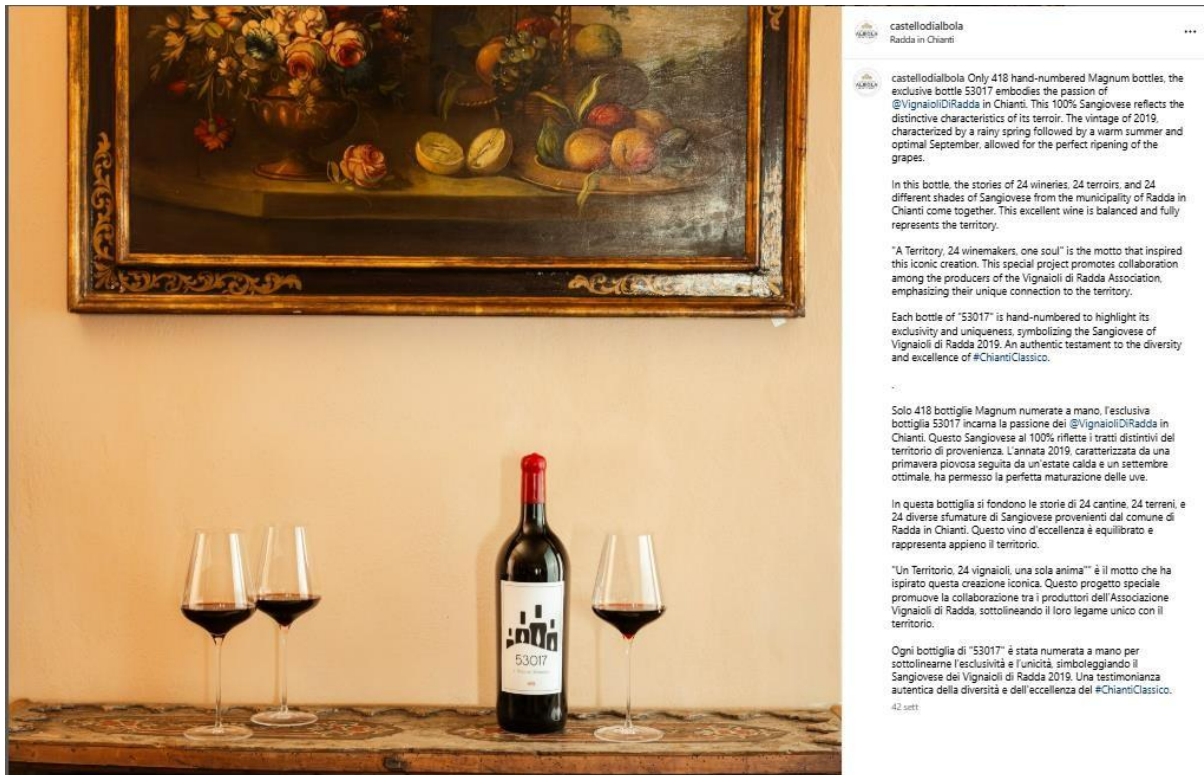 castellodialbola
Radda in Chianti
castellodialbola Only 418 hand-numbered Magnum bottles, the
exclusive bottle 53017 embodies the passion of
@VignaioliDiRadda in Chianti. This 100% Sangiovese reflects the
distinctive characteristics of its terroir. The vintage of 2019,
characterized by a rainy spring followed by a warm summer and
optimal September, allowed for the perfect ripening of the
grapes.
In this bottle, the stories of 24 wineries, 24 terroirs, and 24
different shades of Sangiovese from the municipality of Radda in
Chianti come together. This excellent wine is balanced and fully
represents the territory.
"A Territory, 24 winemakers, one soul" is the motto that inspired
this iconic creation. This special project promotes collaboration
among the producers of the Vignaioli di Radda Association,
emphasizing their unique connection to the territory.
Each bottle of "53017" is hand-numbered to highlight its
exclusivity and uniqueness, symbolizing the Sangiovese of
Vignaioli di Radda 2019. An authentic testament to the diversity
and excellence of #ChiantiClassico.
.
Solo 418 bottiglie Magnum numerate a mano, l'esclusiva
bottiglia 53017 incarna la passione dei @VignaioliDiRadda in
Chianti. Questo Sangiovese al 100% riflette i tratti distintivi del
territorio di provenienza. L'annata 2019, caratterizzata da una
primavera piovosa seguita da un'estate calda e un settembre
ottimale, ha permesso la perfetta maturazione delle uve.
In questa bottiglia si fondono le storie di 24 cantine, 24 terreni, e
24 diverse sfumature di Sangiovese provenienti dal comune di
Radda in Chianti. Questo vino d'eccellenza è equilibrato e
rappresenta appieno il territorio.
"Un Territorio, 24 vignaioli, una sola anima"" è il motto che ha
ispirato questa creazione iconica. Questo progetto speciale
promuove la collaborazione tra i produttori dell'Associazione
Vignaioli di Radda, sottolineando il loro legame unico con il
territorio.
Ogni bottiglia di "53017" è stata numerata a mano per
sottolinearne l'esclusività e l'unicità, simboleggiando il
Sangiovese dei Vignaioli di Radda 2019. Una testimonianza
autentica della diversità e dell'eccellenza del #ChiantiClassico.
42 sett
53017